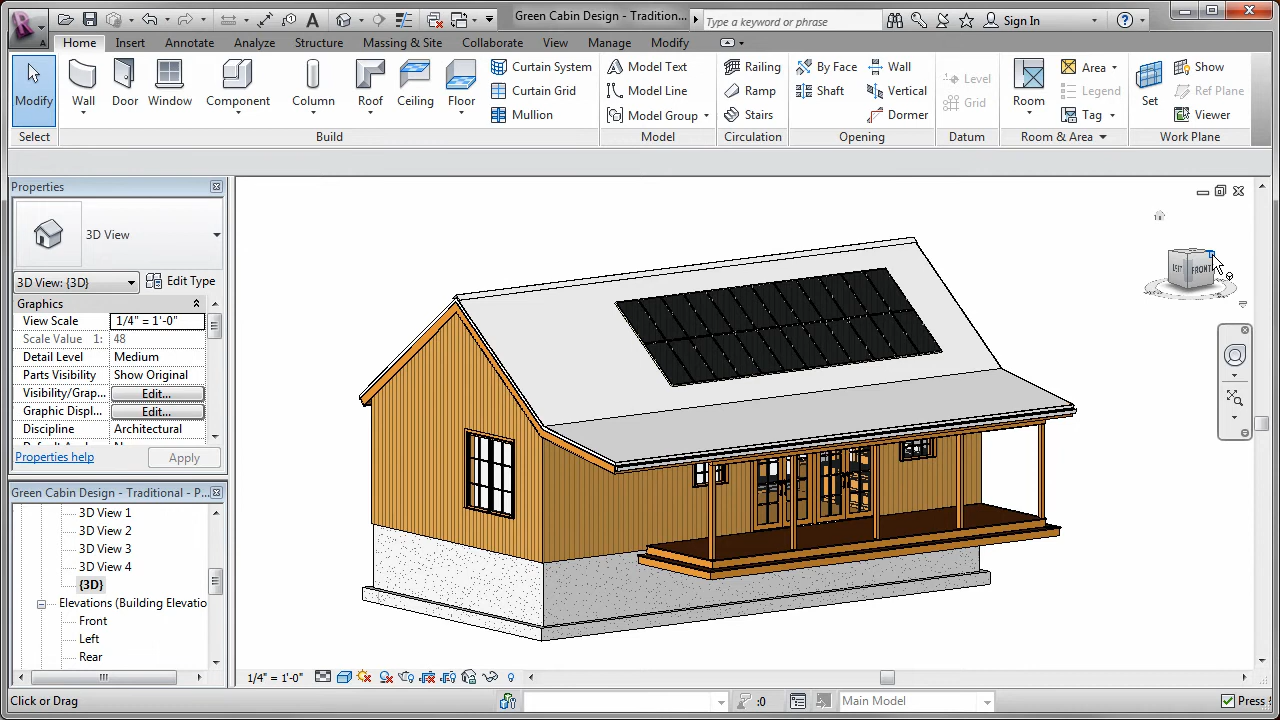 A
Green Cabin Design - Tradition...
Type a keyword or phrase
Sign In
Home Insert Annotate Analyze Structure Massing & Site Collaborate View Manage Modify
Modify Wall Door Window Component Column Roof Ceiling Floor
Curtain System
Curtain Grid
Mullion
Model Text
Model Line
Model Group
Railing
Ramp
Stairs
By Face
Shaft
Wall
Vertical
Dormer
Level
Grid
Room
Area
Legend
Tag
Set
Show
Ref Plane
Viewer
Select Build Model Circulation Opening Datum Room & Area Work Plane
Properties
3D View
3D View: {3D} Edit Type
Graphics
View Scale 1/4" = 1'-0"
Scale Value 1: 48
Detail Level Medium
Parts Visibility Show Original
Visibility/Grap... Edit...
Graphic Displ... Edit...
Discipline Architectural
Properties help Apply
Green Cabin Design - Traditional - P...
3D View 1
3D View 2
3D View 3
3D View 4
{3D}
Elevations (Building Elevatio
Front
Left
Rear
LEFT FRONT
1/4" = 1'-0"
Click or Drag
:0
Main Model
Press